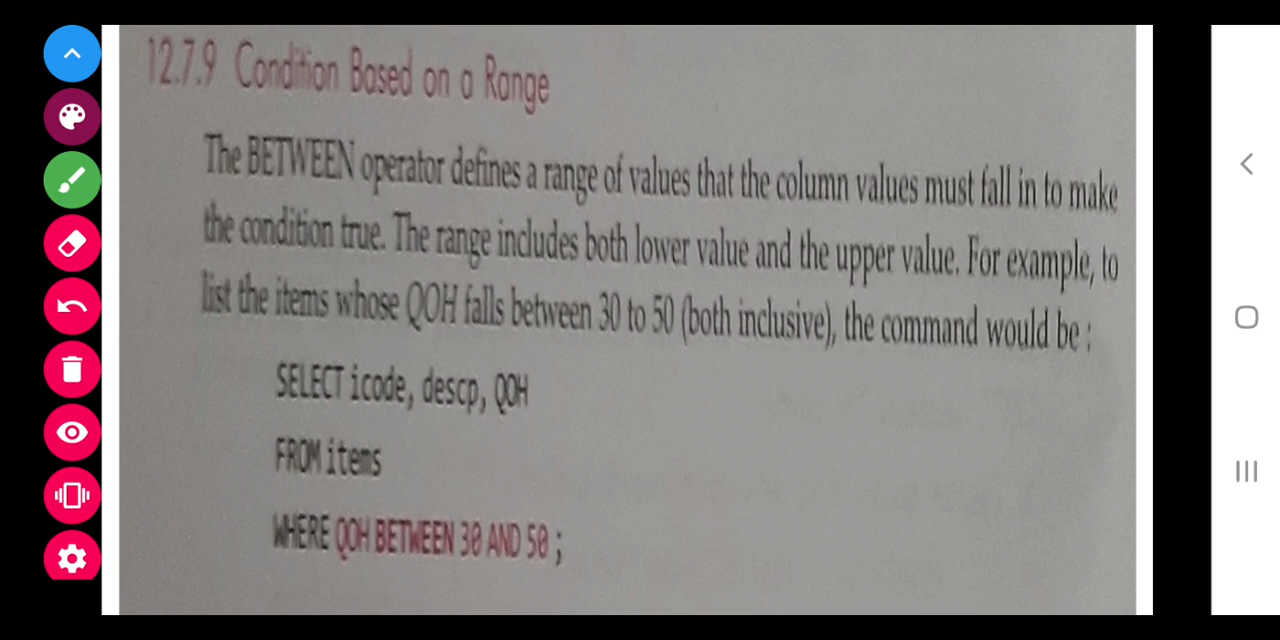 12.7.9 Condition Based on a Range
The BETWEEN operator defines a range of values that the column values must fall in to make
the condition true. The range includes both lower value and the upper value. For example, to
list the items whose QOH falls between 30 to 50 (both inclusive), the command would be :
SELECT icode, descp, QOH
FROM items
WHERE QOH BETWEEN 30 AND 50 ;